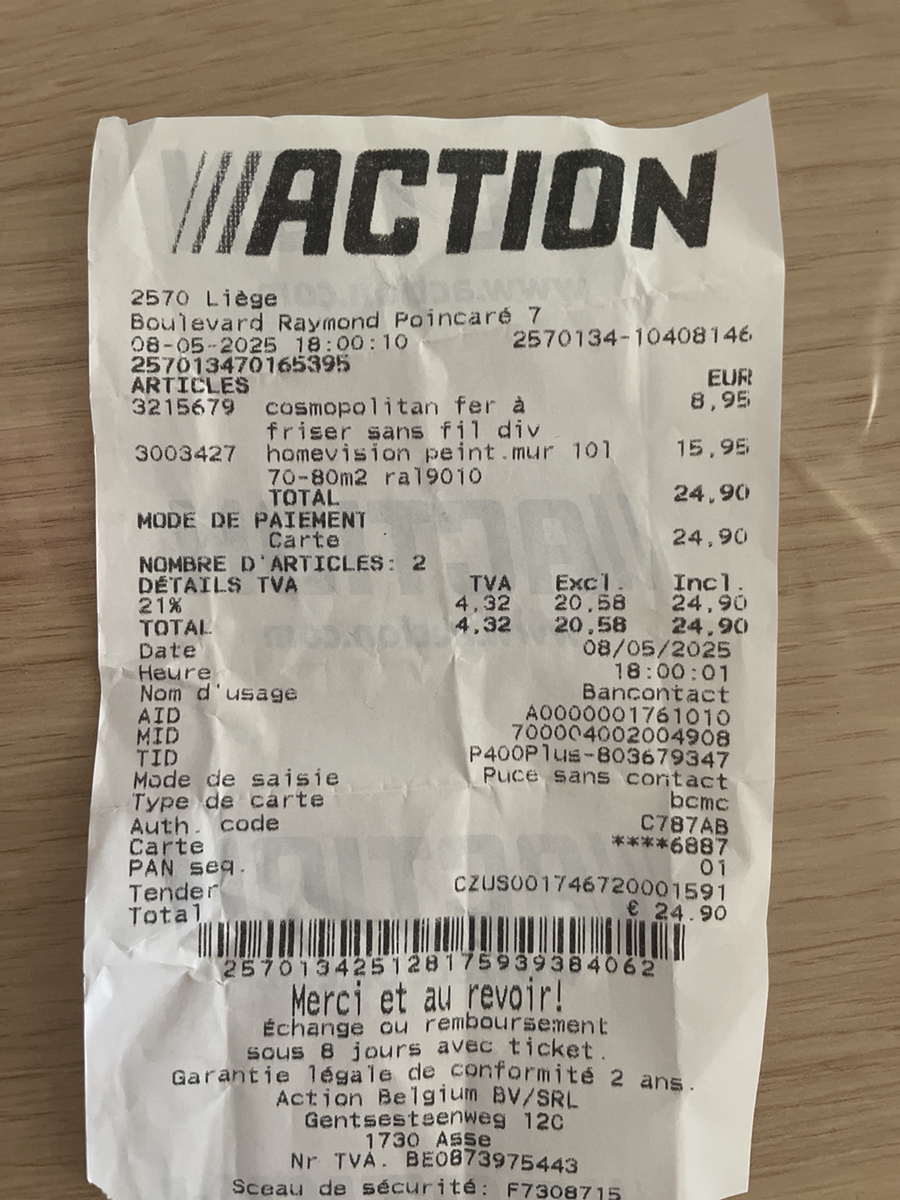 ACTION
2570 Liège
Boulevard Raymond Poincaré 7
08-05-2025 18:00:10 2570134-10408146
257013470165395
ARTICLES EUR
3215679 cosmopolitan fer à 8,95
friser sans fil div
3003427 homevision peint.mur 10l 15,95
70-80m2 ral9010
TOTAL 24,90
MODE DE PAIEMENT
Carte 24,90
NOMBRE D'ARTICLES: 2
DÉTAILS TVA TVA Excl. Incl.
21% 4,32 20,58 24,90
TOTAL 4,32 20,58 24,90
Date 08/05/2025
Heure 18:00:01
Nom d'usage Bancontact
AID A0000001761010
MID 700004002004908
TID P400Plus-803679347
Mode de saisie Puce sans contact
Type de carte bcmc
Auth. code C787AB
Carte ****6887
PAN seq. 01
Tender CZUS001746720001591
Total € 24.90
257013425128175939384062
Merci et au revoir!
Échange ou remboursement
sous 8 jours avec ticket.
Garantie légale de conformité 2 ans.
Action Belgium BV/SRL
Gentsesteenweg 120
1730 Asse
Nr TVA. BE0873975443
Sceau de sécurité: F7308715